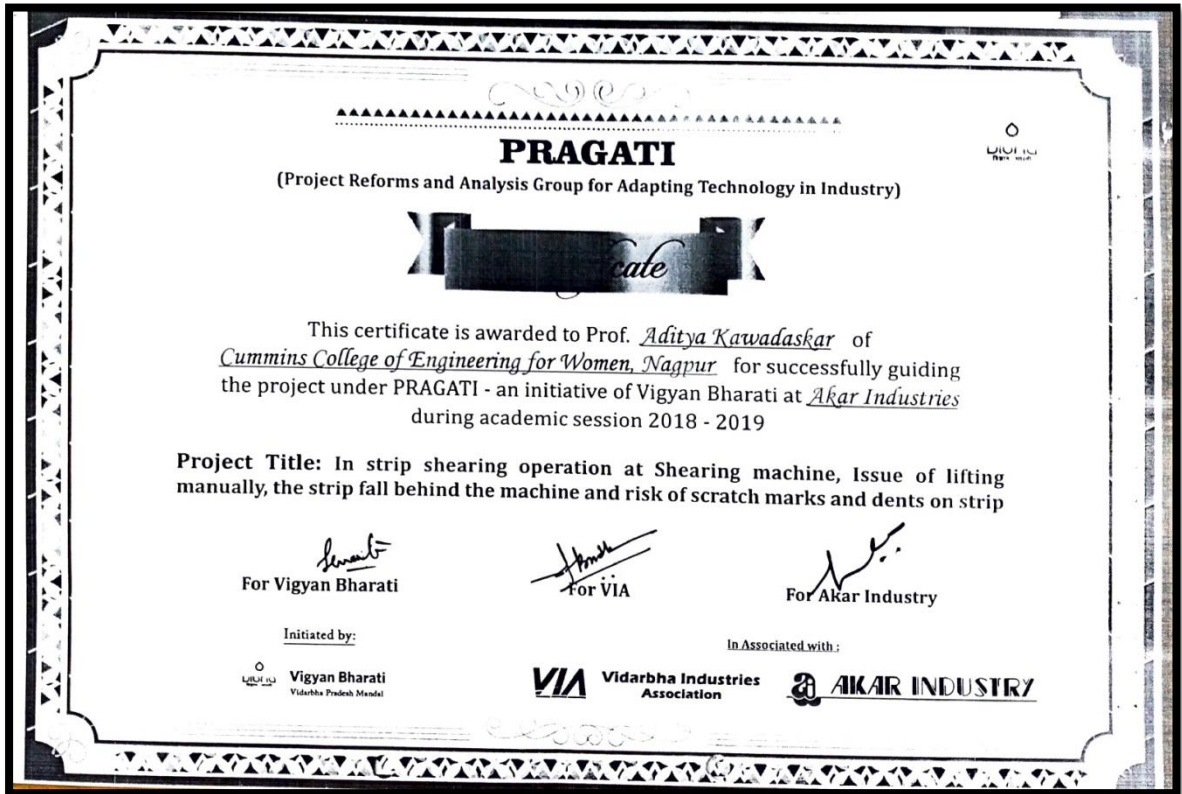 PRAGATI
(Project Reforms and Analysis Group for Adapting Technology in Industry)
This certificate is awarded to Prof. Aditya Kawadaskar of
Cummins College of Engineering for Women, Nagpur for successfully guiding
the project under PRAGATI - an initiative of Vigyan Bharati at Akar Industries
during academic session 2018 - 2019
Project Title: In strip shearing operation at Shearing machine, Issue of lifting
manually, the strip fall behind the machine and risk of scratch marks and dents on strip
For Vigyan Bharati
For VIA
For Akar Industry
Initiated by:
In Associated with :
Vigyan Bharati
Vidarbha Pradesh Mandal
VIA
Vidarbha Industries
Association
AKAR INDUSTRY